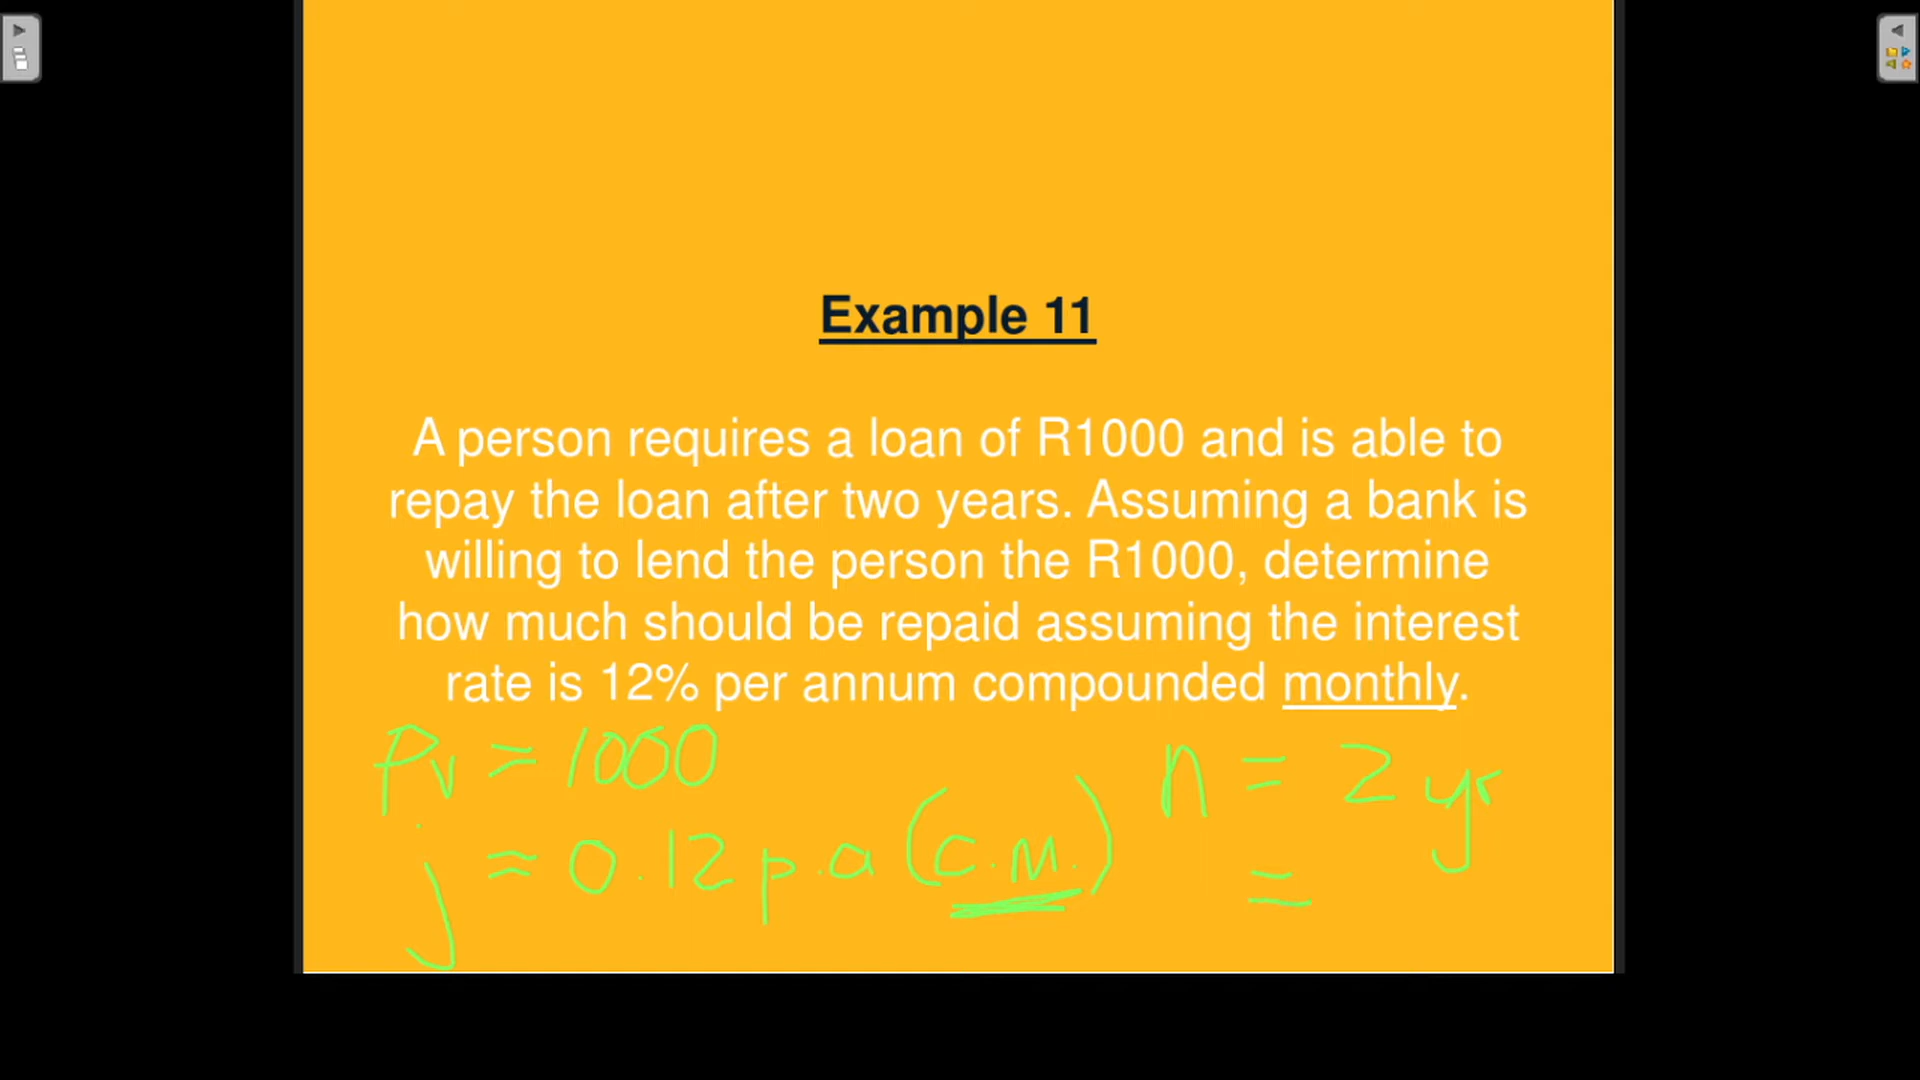 Example 11
A person requires a loan of R1000 and is able to
repay the loan after two years. Assuming a bank is
willing to lend the person the R1000, determine
how much should be repaid assuming the interest
rate is 12% per annum compounded monthly.
Pv = 1000
n = 2 yr
j = 0.12 p.a (c.m.)
=